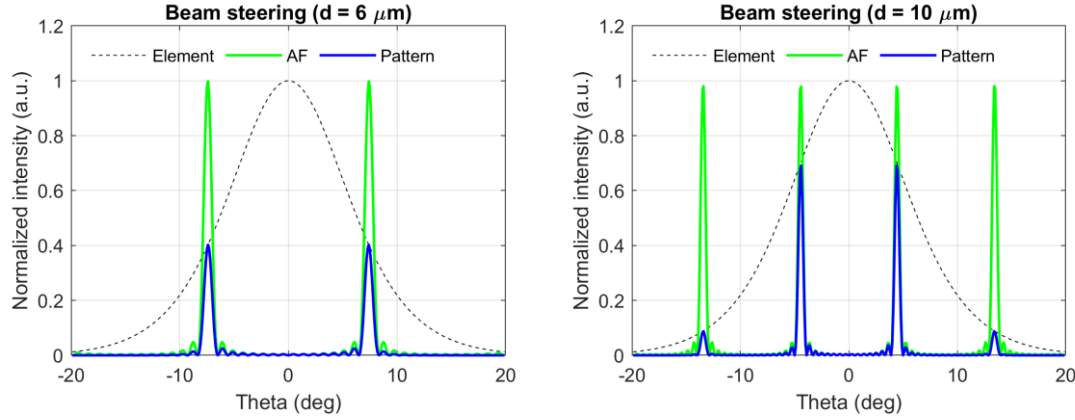 Beam steering (d = 6 μm)
1.2
Element AF Pattern
1
0.8
0.6
0.4
0.2
0
-20 -10 0 10 20
Theta (deg)
Normalized intensity (a.u.)
Beam steering (d = 10 μm)
1.2
Element AF Pattern
1
0.8
0.6
0.4
0.2
0
-20 -10 0 10 20
Theta (deg)
Normalized intensity (a.u.)